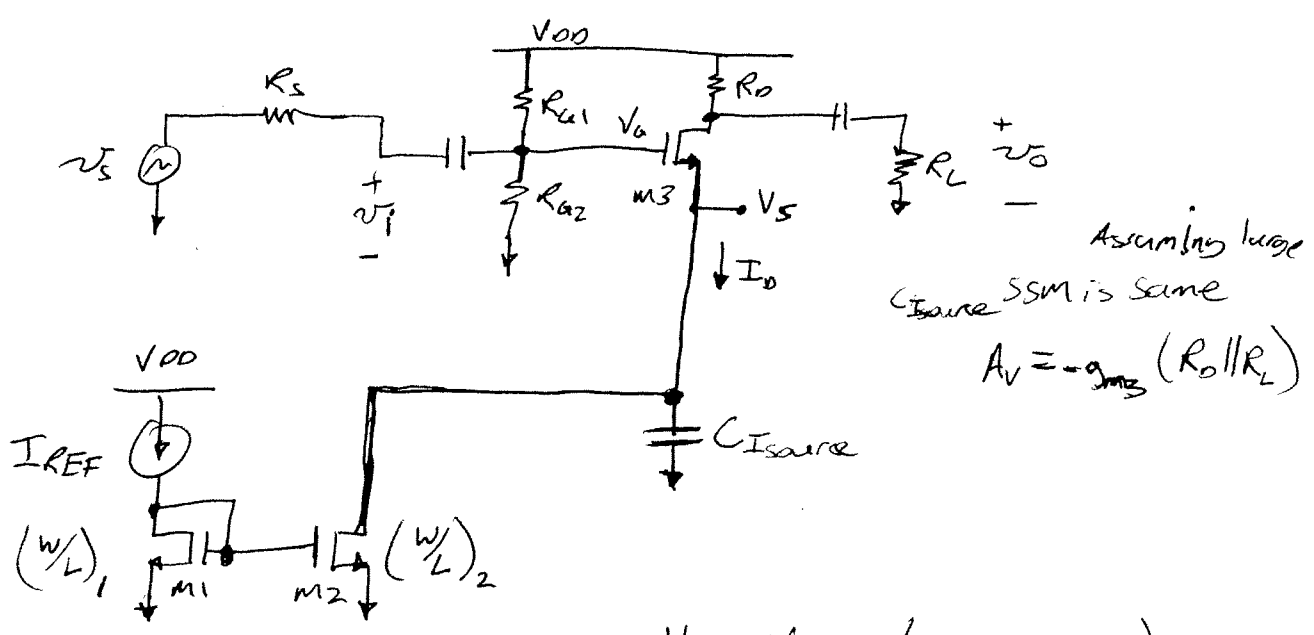 VDD
RS
RG1
RD
VG
vs
+
vi
-
RG2
M3
VS
ID
RL
+
vo
-
Assuming large
CIsource SSM is same
Av = -gm3 (RD||RL)
VDD
IREF
CIsource
(W/L)1
M1
M2
(W/L)2